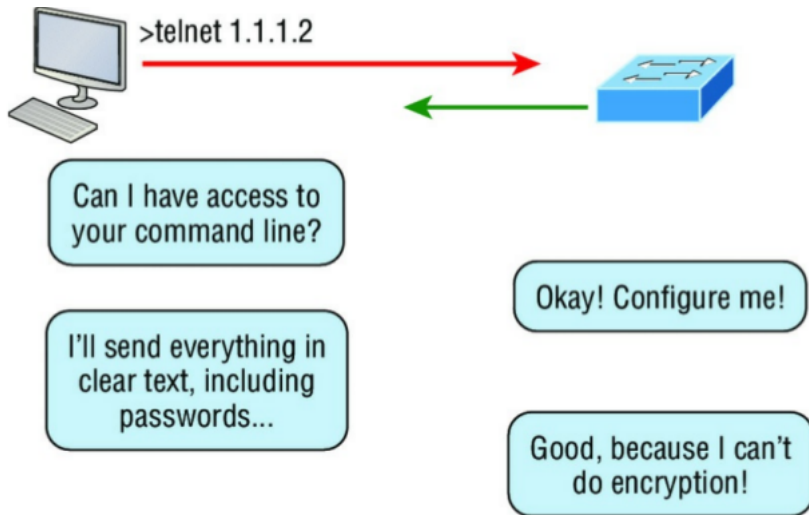 >telnet 1.1.1.2
Can I have access to
your command line?
Okay! Configure me!
I'll send everything in
clear text, including
passwords...
Good, because I can't
do encryption!